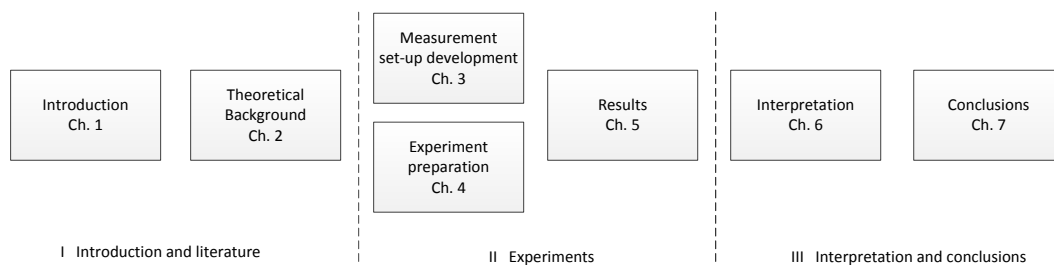 Introduction
Ch. 1
Theoretical
Background
Ch. 2
Measurement
set-up development
Ch. 3
Experiment
preparation
Ch. 4
Results
Ch. 5
Interpretation
Ch. 6
Conclusions
Ch. 7
I Introduction and literature
II Experiments
III Interpretation and conclusions